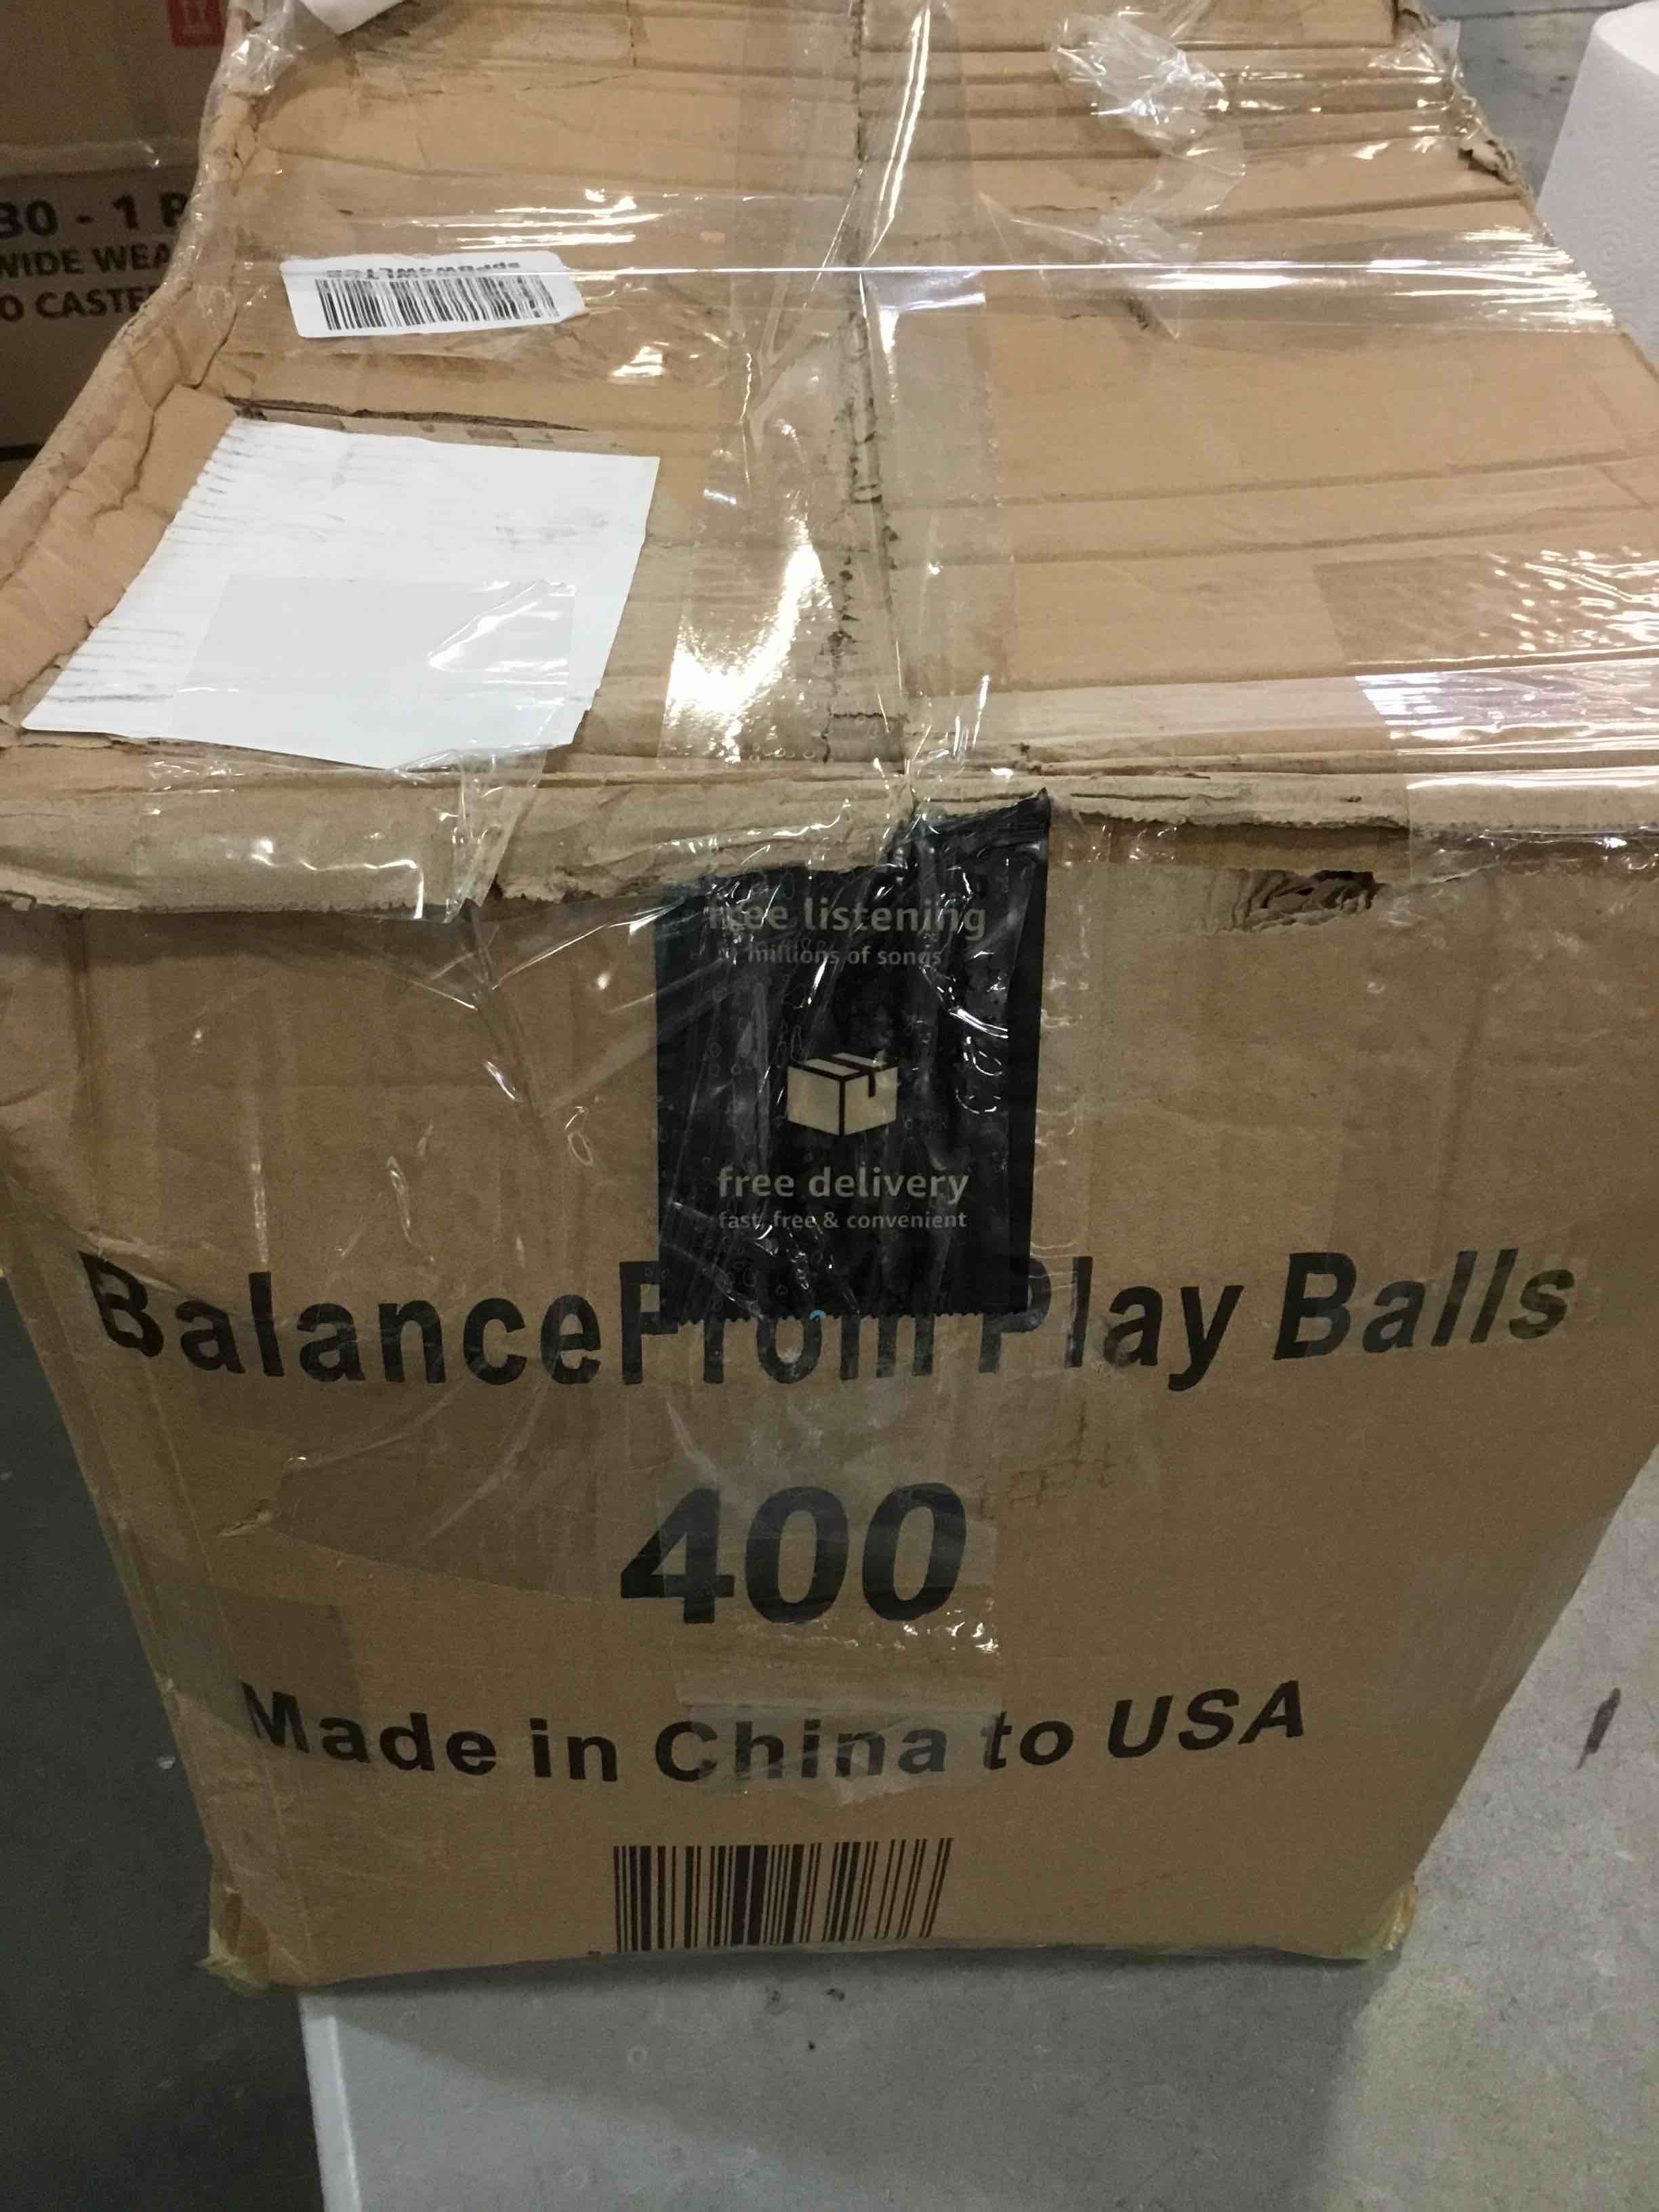 30 - 1 P
WIDE WEA
O CASTE
free listening
millions of songs
free delivery
fast, free & convenient
BalanceFrom Play Balls
400
Made in China to USA